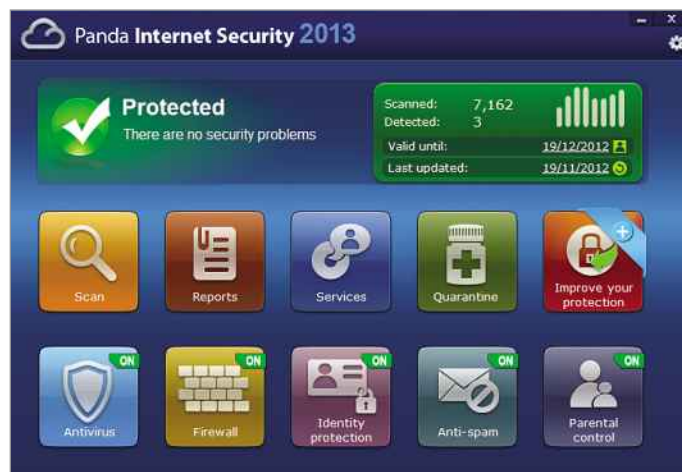 Panda Internet Security 2013
Protected
There are no security problems
Scanned: 7,162
Detected: 3
Valid until: 19/12/2012
Last updated: 19/11/2012
Scan
Reports
Services
Quarantine
Improve your
protection
ON
ON
ON
ON
ON
Antivirus
Firewall
Identity
protection
Anti-spam
Parental
control